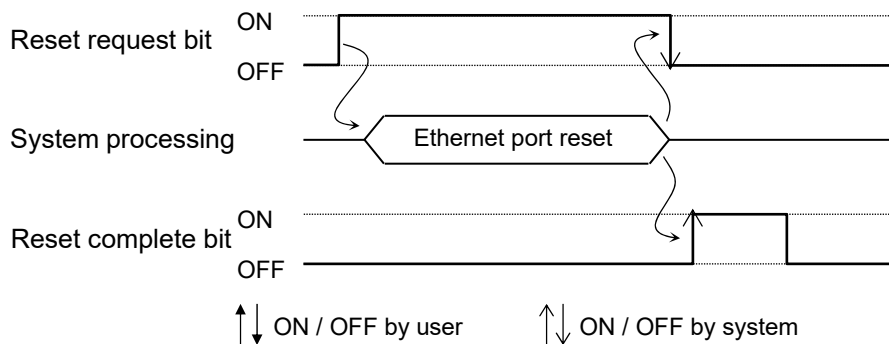 ON
Reset request bit
OFF
System processing
Ethernet port reset
ON
Reset complete bit
OFF
ON / OFF by user
ON / OFF by system